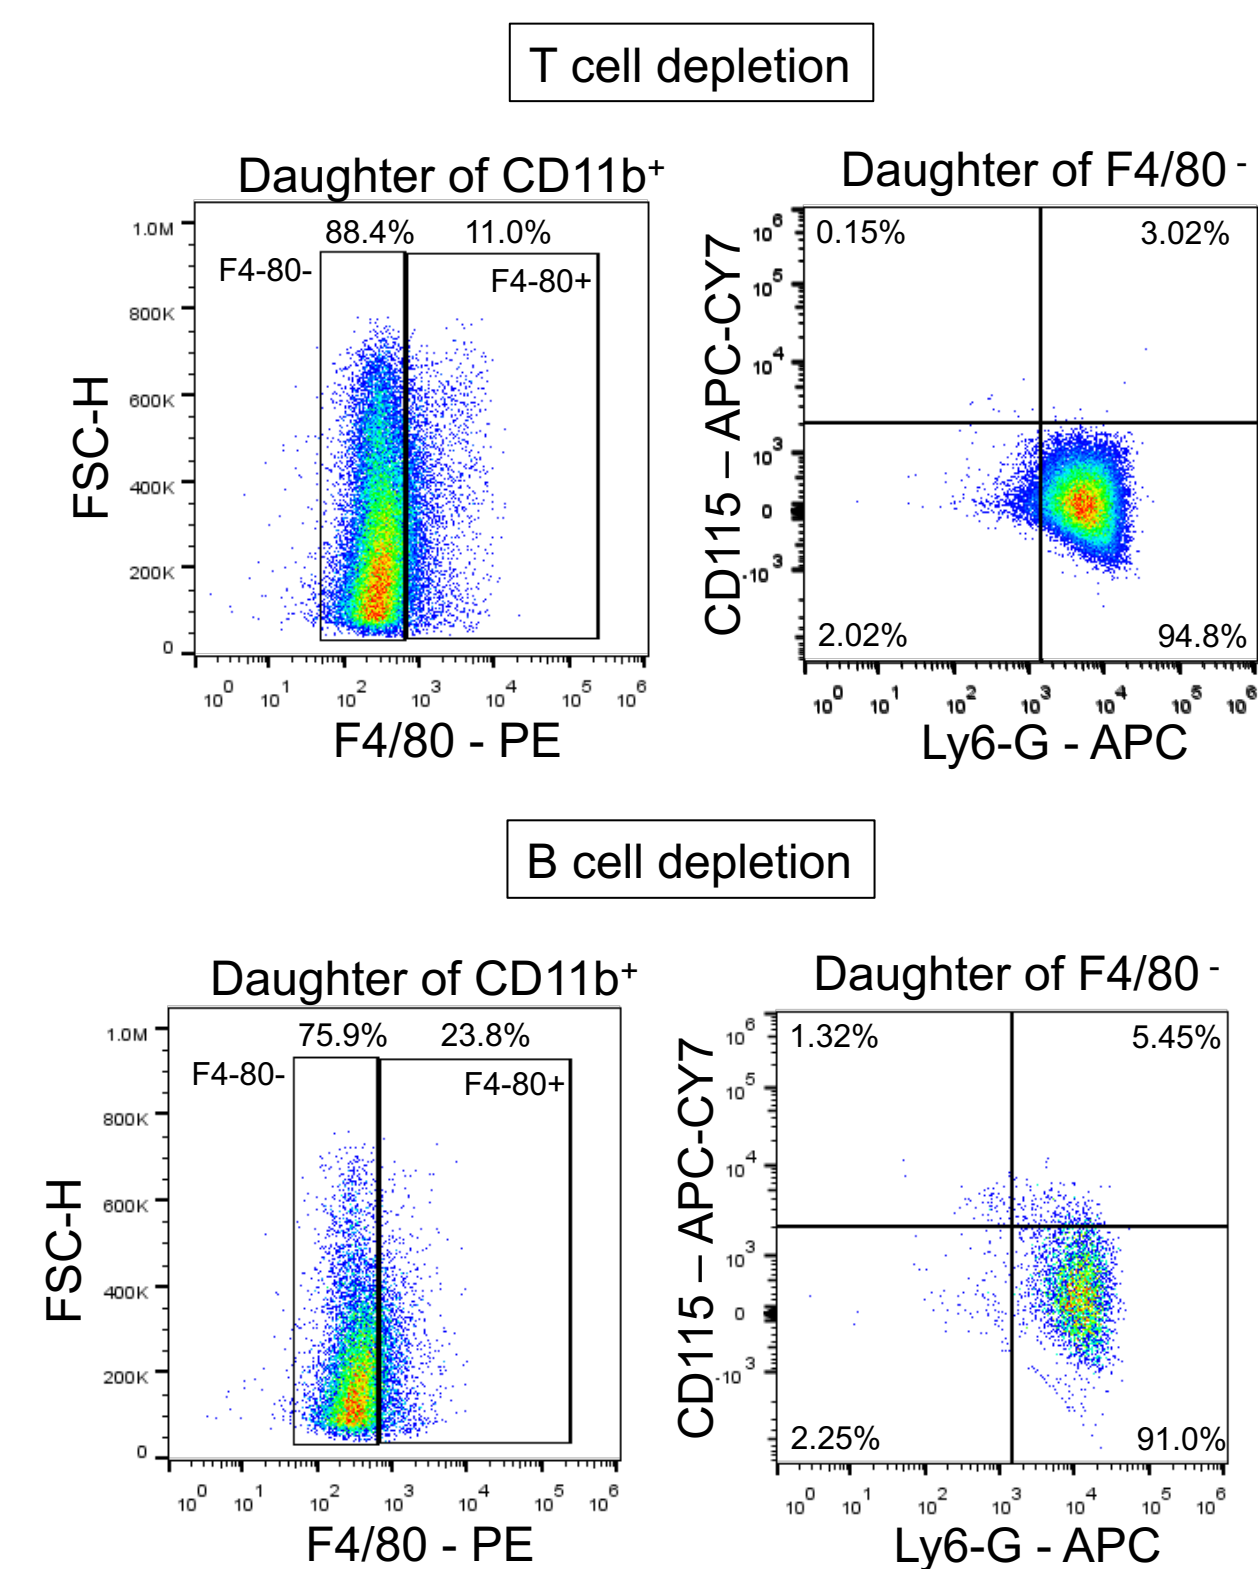 T cell depletion
Daughter of CD11b+
Daughter of F4/80 -
88.4% 11.0%
F4-80-
F4-80+
FSC-H
1.0M
800K
600K
400K
200K
0
10^0 10^1 10^2 10^3 10^4 10^5 10^6
F4/80 - PE
0.15% 3.02%
CD115 – APC-CY7
10^6
10^5
10^4
10^3
0
-10^3
2.02% 94.8%
10^0 10^1 10^2 10^3 10^4 10^5 10^6
Ly6-G - APC
B cell depletion
Daughter of CD11b+
Daughter of F4/80 -
75.9% 23.8%
F4-80-
F4-80+
FSC-H
1.0M
800K
600K
400K
200K
0
10^0 10^1 10^2 10^3 10^4 10^5 10^6
F4/80 - PE
1.32% 5.45%
CD115 – APC-CY7
10^6
10^5
10^4
10^3
0
-10^3
2.25% 91.0%
10^0 10^1 10^2 10^3 10^4 10^5 10^6
Ly6-G - APC